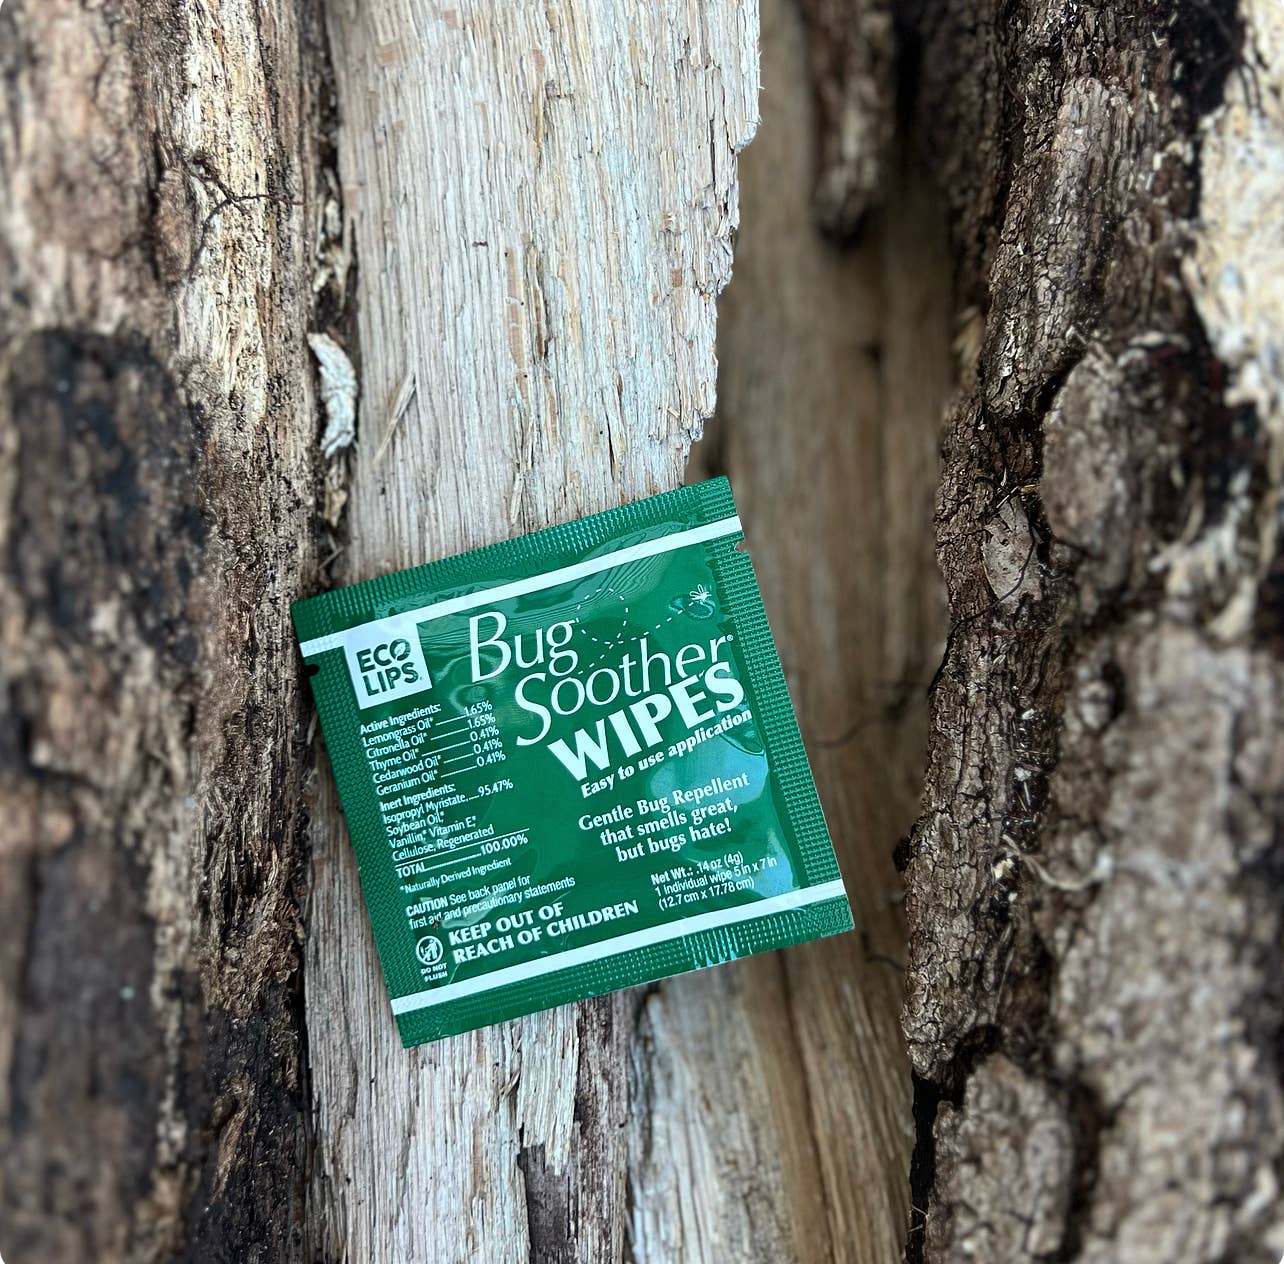 ECO
LIPS
Bug
Soother®
WIPES
Easy to use application
Gentle Bug Repellent
that smells great,
but bugs hate!
Net Wt.: .14 oz (4g)
1 individual wipe 5 in x 7 in
(12.7 cm x 17.78 cm)
Active Ingredients:
Lemongrass Oil* 1.65%
Citronella Oil* 1.65%
Thyme Oil* 0.41%
Cedarwood Oil* 0.41%
Geranium Oil* 0.41%
Inert Ingredients:
Isopropyl Myristate, 95.47%
Soybean Oil,*
Vanillin,* Vitamin E,*
Cellulose, Regenerated
TOTAL 100.00%
*Naturally Derived Ingredient
CAUTION See back panel for
first aid and precautionary statements
KEEP OUT OF
REACH OF CHILDREN
DO NOT
FLUSH